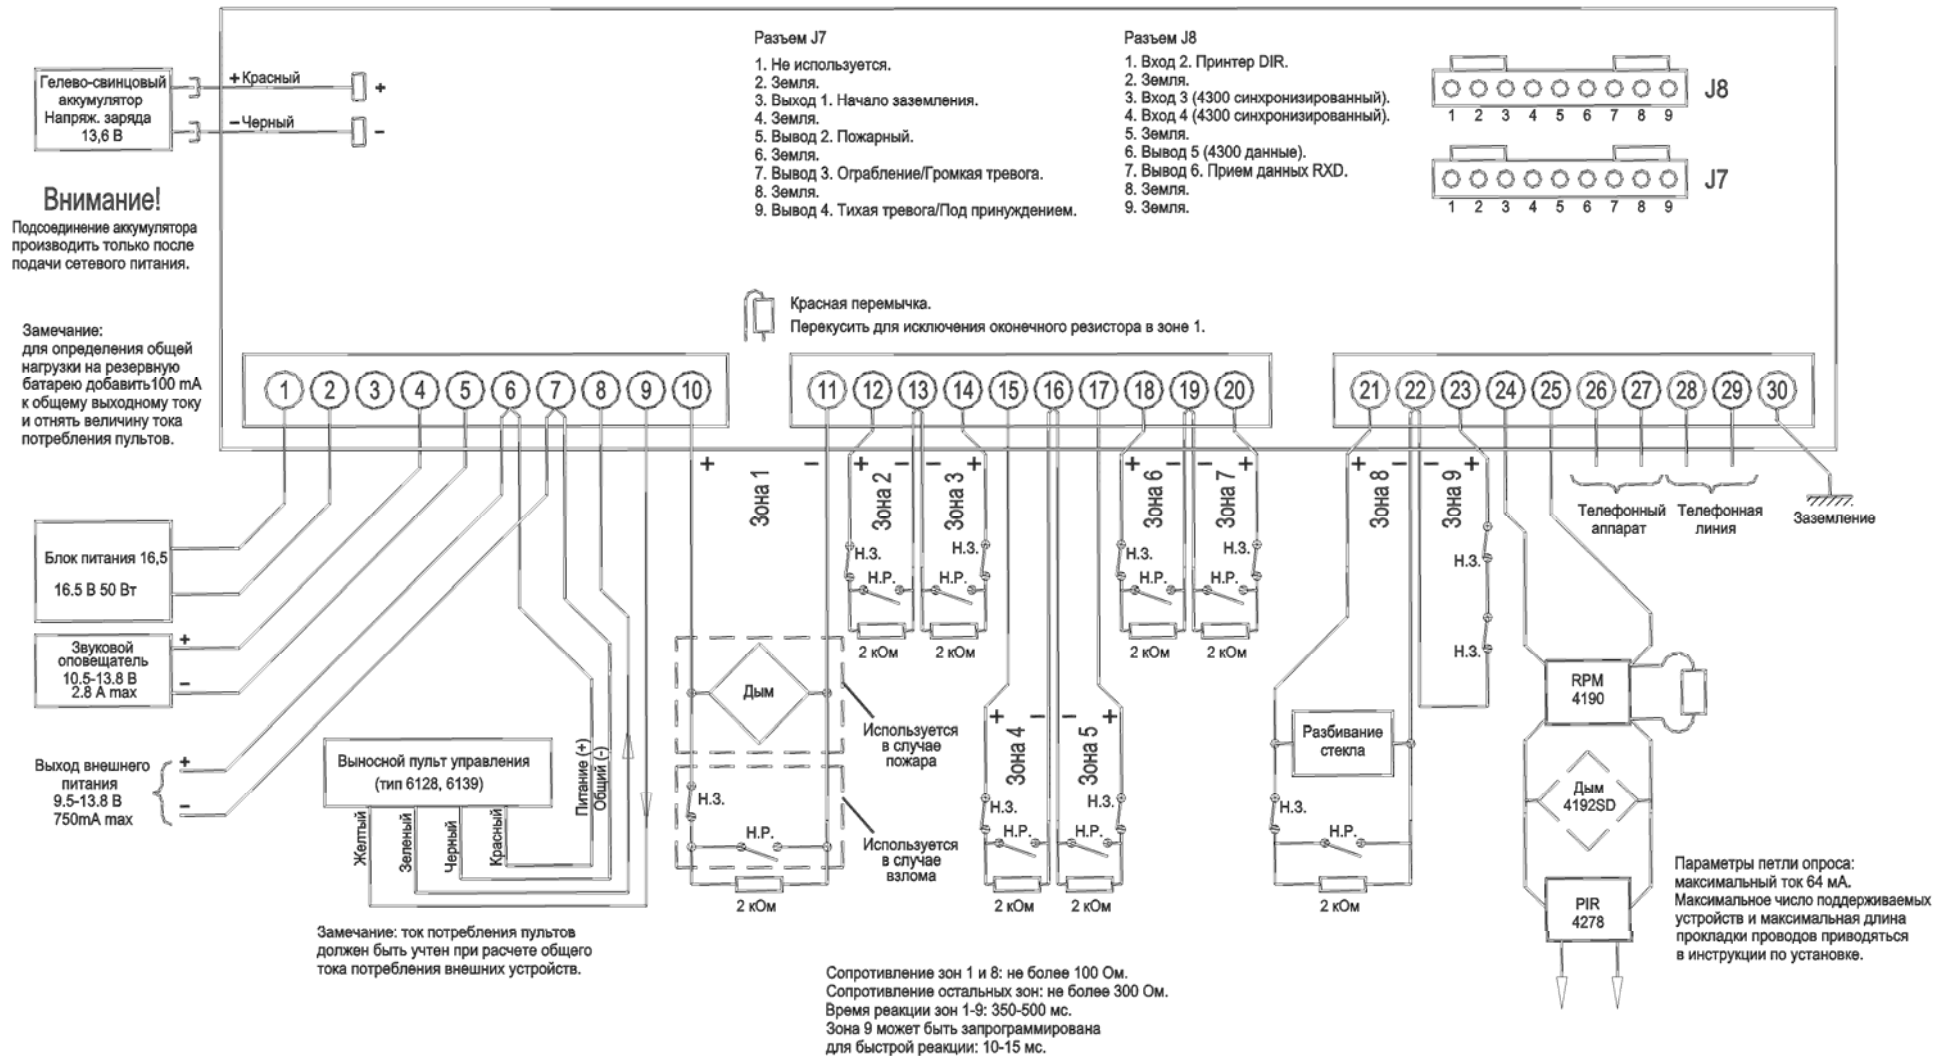 Гелево-свинцовый
аккумулятор
Напряж. заряда
13,6 В
+ Красный
+
− Черный
−
Внимание!
Подсоединение аккумулятора
производить только после
подачи сетевого питания.
Разъем J7
1. Не используется.
2. Земля.
3. Выход 1. Начало заземления.
4. Земля.
5. Вывод 2. Пожарный.
6. Земля.
7. Вывод 3. Ограбление/Громкая тревога.
8. Земля.
9. Вывод 4. Тихая тревога/Под принуждением.
Разъем J8
1. Вход 2. Принтер DIR.
2. Земля.
3. Вход 3 (4300 синхронизированный).
4. Вход 4 (4300 синхронизированный).
5. Земля.
6. Вывод 5 (4300 данные).
7. Вывод 6. Прием данных RXD.
8. Земля.
9. Земля.
J8
1 2 3 4 5 6 7 8 9
J7
1 2 3 4 5 6 7 8 9
Красная перемычка.
Перекусить для исключения оконечного резистора в зоне 1.
Замечание:
для определения общей
нагрузки на резервную
батарею добавить100 mA
к общему выходному току
и отнять величину тока
потребления пультов.
1 2 3 4 5 6 7 8 9 10
11 12 13 14 15 16 17 18 19 20
21 22 23 24 25 26 27 28 29 30
+ Зона 1 −
+ Зона 2 −
− Зона 3 +
+ Зона 6 −
− Зона 7 +
+ Зона 8 −
− Зона 9 +
Телефонный
аппарат
Телефонная
линия
Заземление
Н.З.
Н.Р.
2 кОм
Н.З.
2 кОм
Н.З.
Н.Р.
2 кОм
Н.З.
Н.Р.
2 кОм
Н.З.
Н.З.
Блок питания 16,5
16.5 В 50 Вт
Звуковой
оповещатель
10.5-13.8 В
2.8 А max
+
−
Выход внешнего
питания
9.5-13.8 В
750mA max
+
−
Выносной пульт управления
(тип 6128, 6139)
Желтый
Зеленый
Черный
Красный
Питание (+)
Общий (-)
Замечание: ток потребления пультов
должен быть учтен при расчете общего
тока потребления внешних устройств.
Дым
Используется
в случае
пожара
Н.З.
Н.Р.
Используется
в случае
взлома
2 кОм
+ Зона 4 −
− Зона 5 +
Н.З.
Н.Р.
Н.Р.
Н.З.
2 кОм
2 кОм
Разбивание
стекла
Н.З.
Н.Р.
2 кОм
RPM
4190
Дым
4192SD
PIR
4278
Параметры петли опроса:
максимальный ток 64 мА.
Максимальное число поддерживаемых
устройств и максимальная длина
прокладки проводов приводяться
в инструкции по установке.
Сопротивление зон 1 и 8: не более 100 Ом.
Сопротивление остальных зон: не более 300 Ом.
Время реакции зон 1-9: 350-500 мс.
Зона 9 может быть запрограммирована
для быстрой реакции: 10-15 мс.